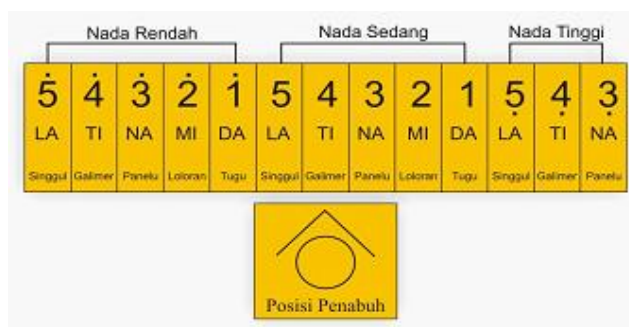 Nada Rendah Nada Sedang Nada Tinggi
5̇ 4̇ 3̇ 2̇ 1̇ 5 4 3 2 1 5̣ 4̣ 3̣
LA TI NA MI DA LA TI NA MI DA LA TI NA
Singgul Galimer Panelu Loloran Tugu Singgul Galimer Panelu Loloran Tugu Singgul Galimer Panelu
Posisi Penabuh